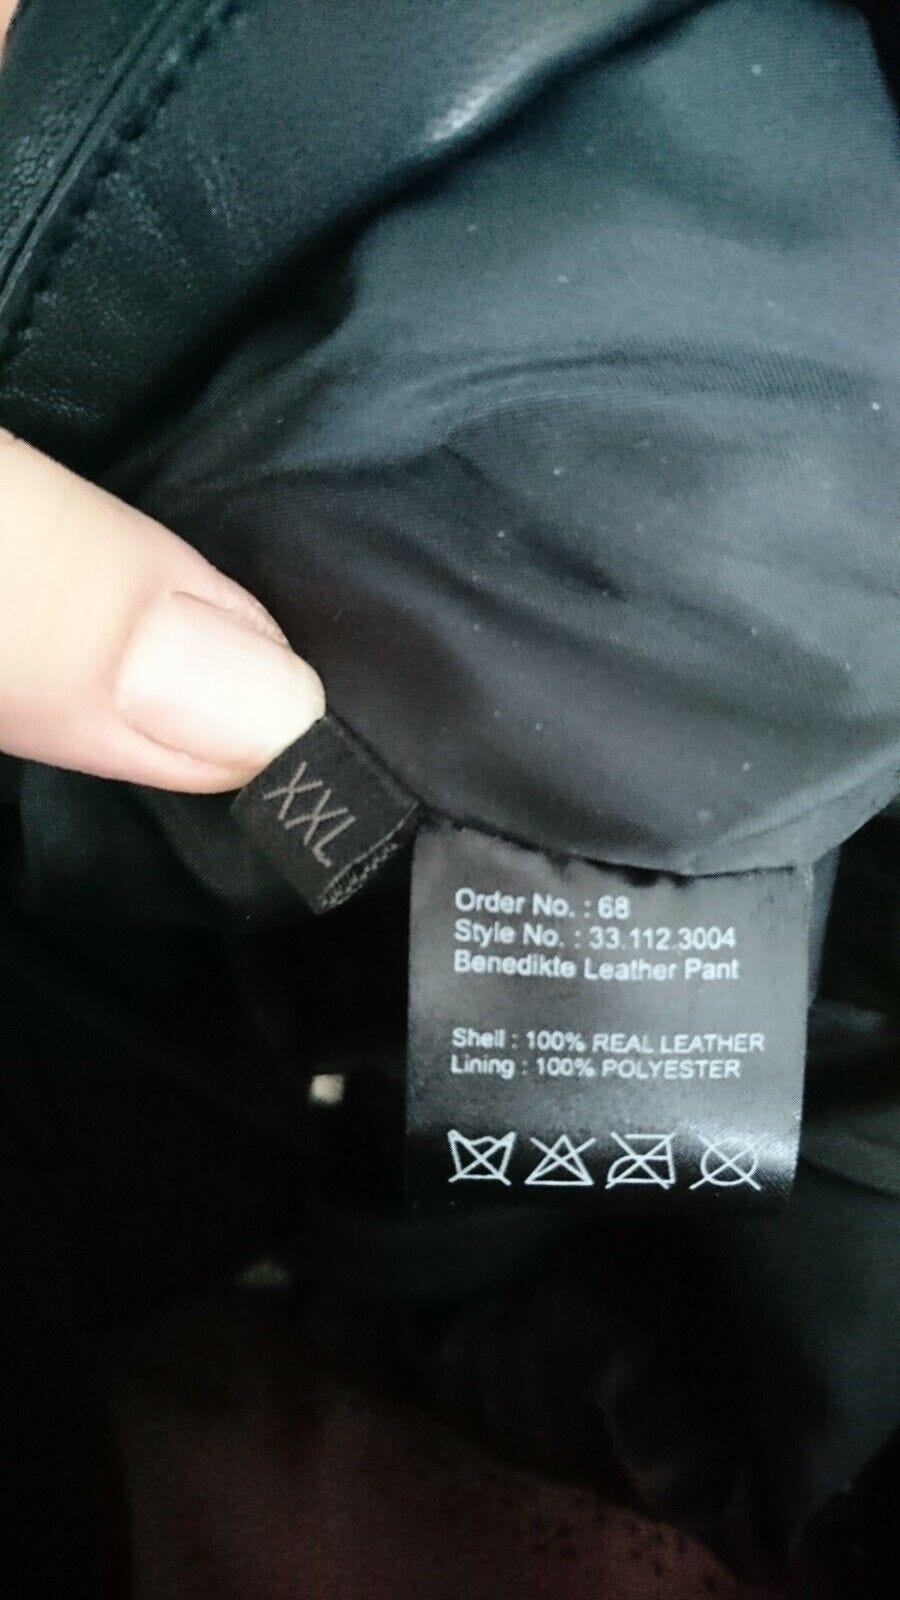 XXL
Order No. : 68
Style No. : 33.112.3004
Benedikte Leather Pant
Shell : 100% REAL LEATHER
Lining : 100% POLYESTER